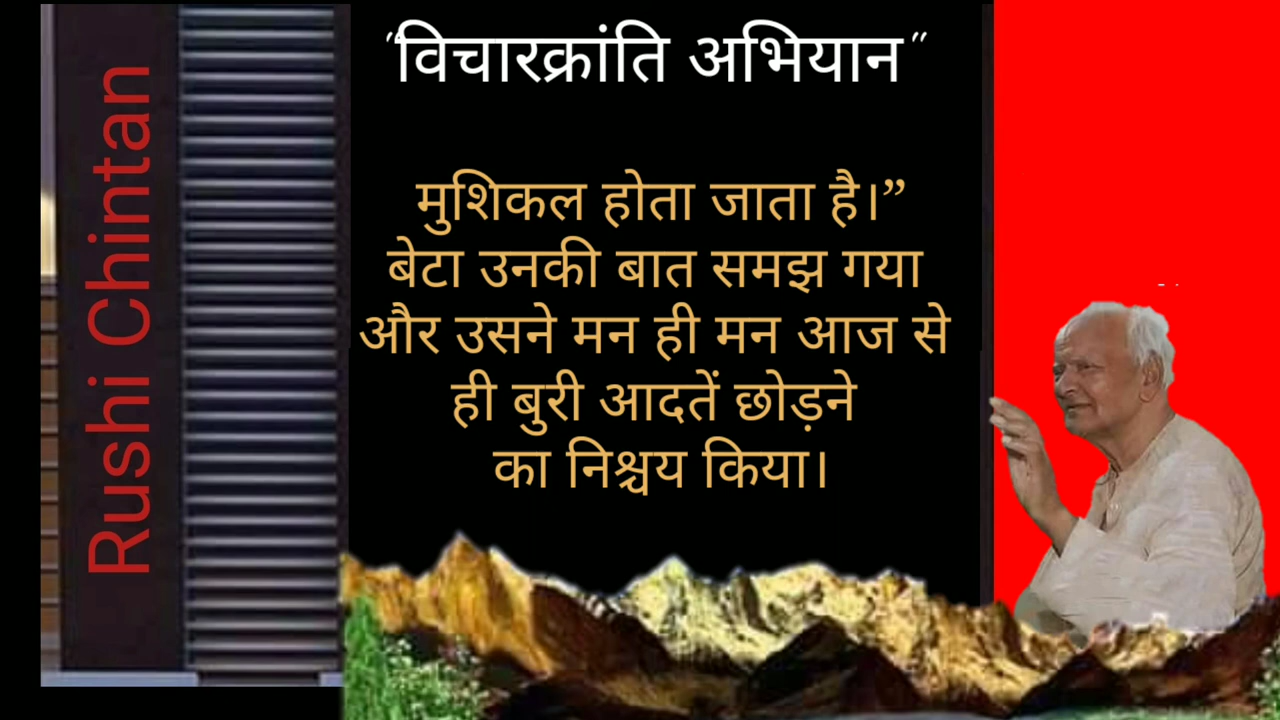 "विचारक्रांति अभियान"
Rushi Chintan
मुशिकल होता जाता है।”
बेटा उनकी बात समझ गया
और उसने मन ही मन आज से
ही बुरी आदतें छोड़ने
का निश्चय किया।